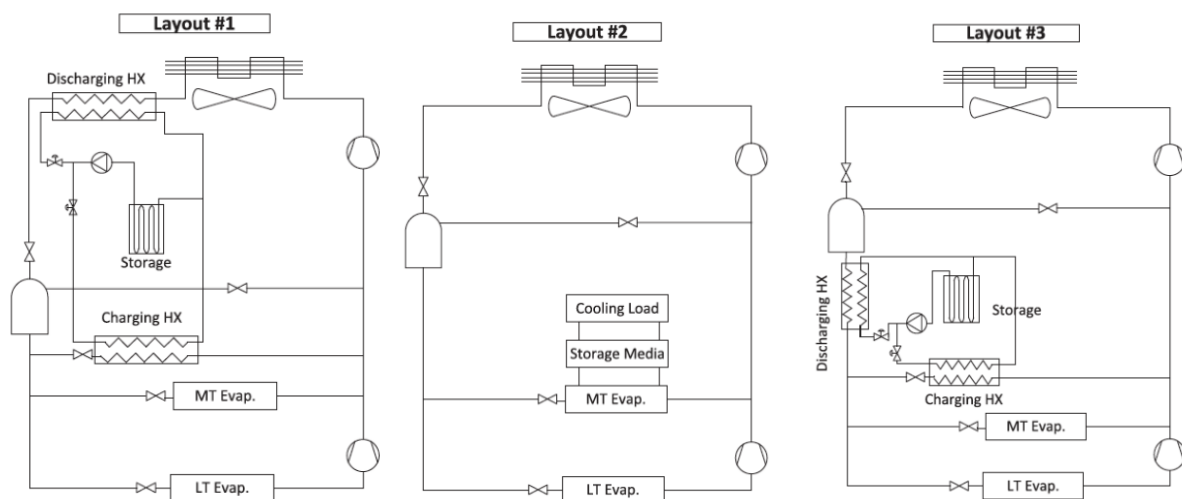 Layout #1
Discharging HX
Storage
Charging HX
MT Evap.
LT Evap.
Layout #2
Cooling Load
Storage Media
MT Evap.
LT Evap.
Layout #3
Discharging HX
Storage
Charging HX
MT Evap.
LT Evap.